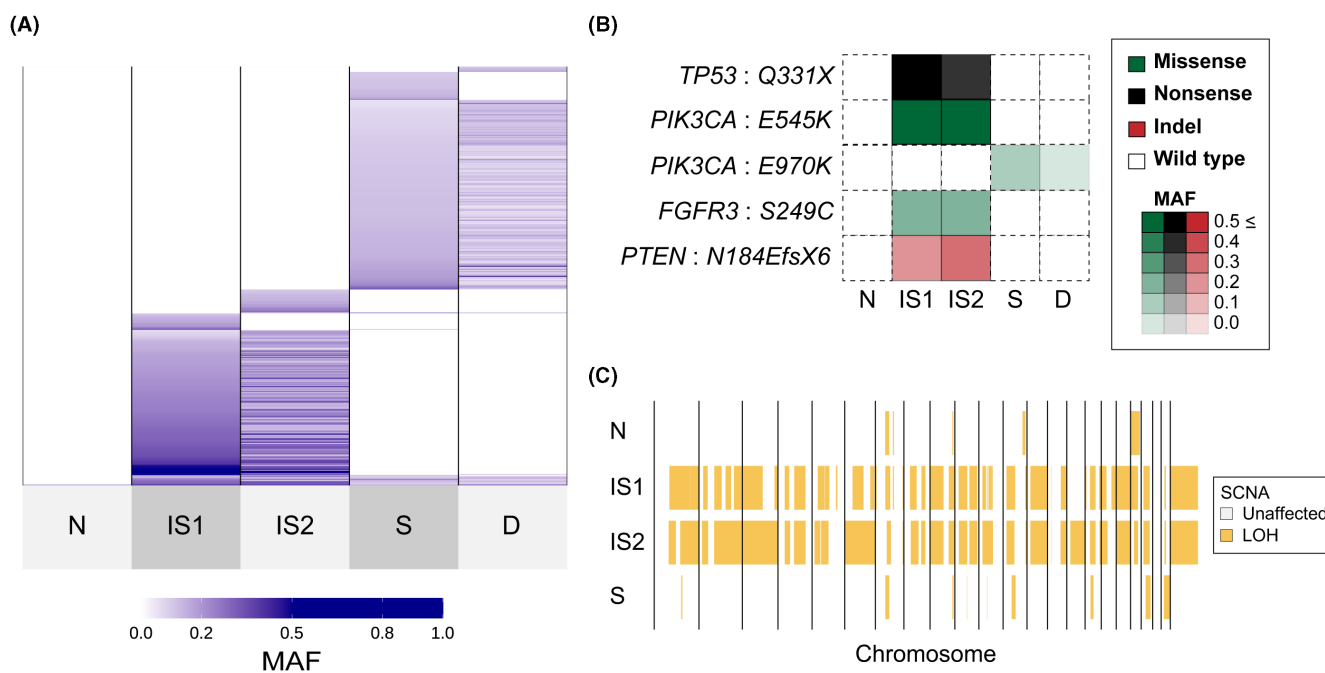 (A)
N IS1 IS2 S D
0.0 0.2 0.5 0.8 1.0
MAF
(B)
TP53 : Q331X
PIK3CA : E545K
PIK3CA : E970K
FGFR3 : S249C
PTEN : N184EfsX6
N IS1 IS2 S D
Missense
Nonsense
Indel
Wild type
MAF
0.5 ≤
0.4
0.3
0.2
0.1
0.0
(C)
N
IS1
IS2
S
Chromosome
SCNA
Unaffected
LOH